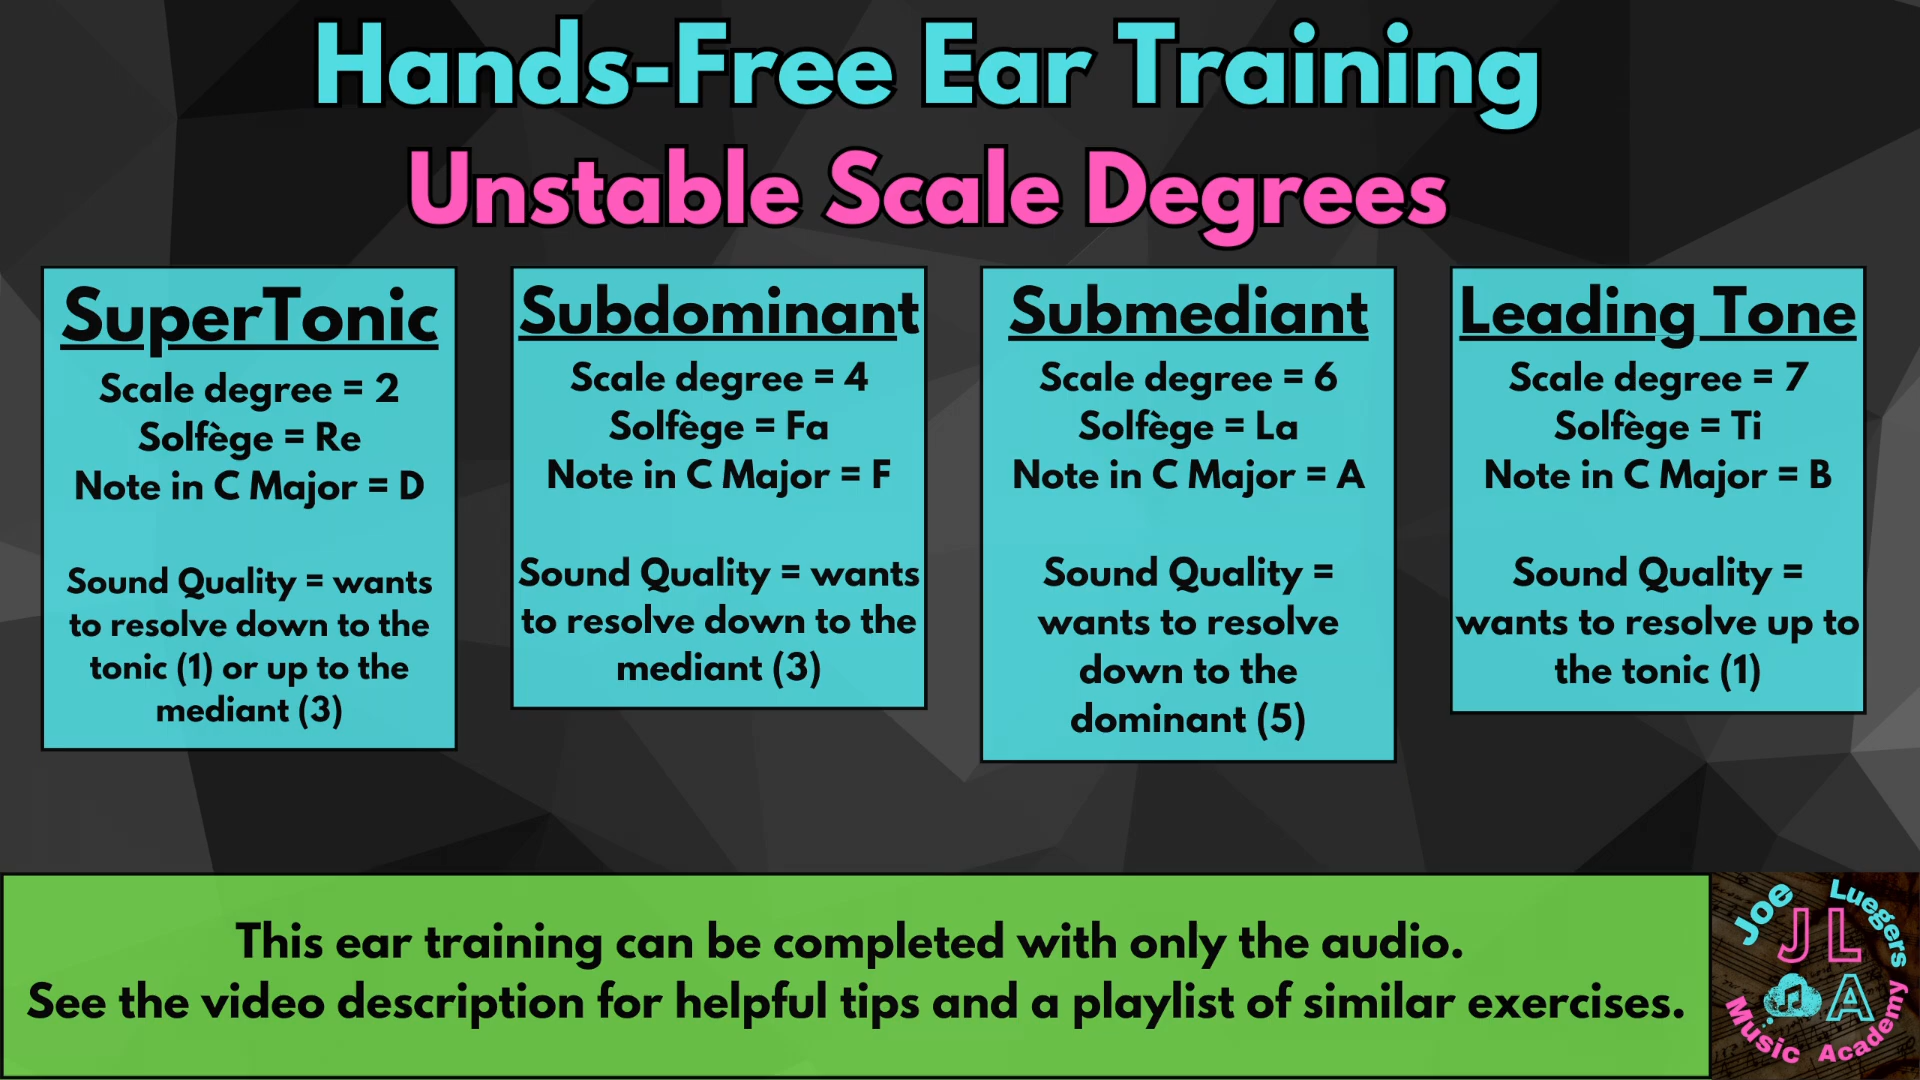 Hands-Free Ear Training
Unstable Scale Degrees
SuperTonic
Scale degree = 2
Solfège = Re
Note in C Major = D
Sound Quality = wants
to resolve down to the
tonic (1) or up to the
mediant (3)
Subdominant
Scale degree = 4
Solfège = Fa
Note in C Major = F
Sound Quality = wants
to resolve down to the
mediant (3)
Submediant
Scale degree = 6
Solfège = La
Note in C Major = A
Sound Quality =
wants to resolve
down to the
dominant (5)
Leading Tone
Scale degree = 7
Solfège = Ti
Note in C Major = B
Sound Quality =
wants to resolve up to
the tonic (1)
This ear training can be completed with only the audio.
See the video description for helpful tips and a playlist of similar exercises.
Joe Luegers
JL
A
Music Academy